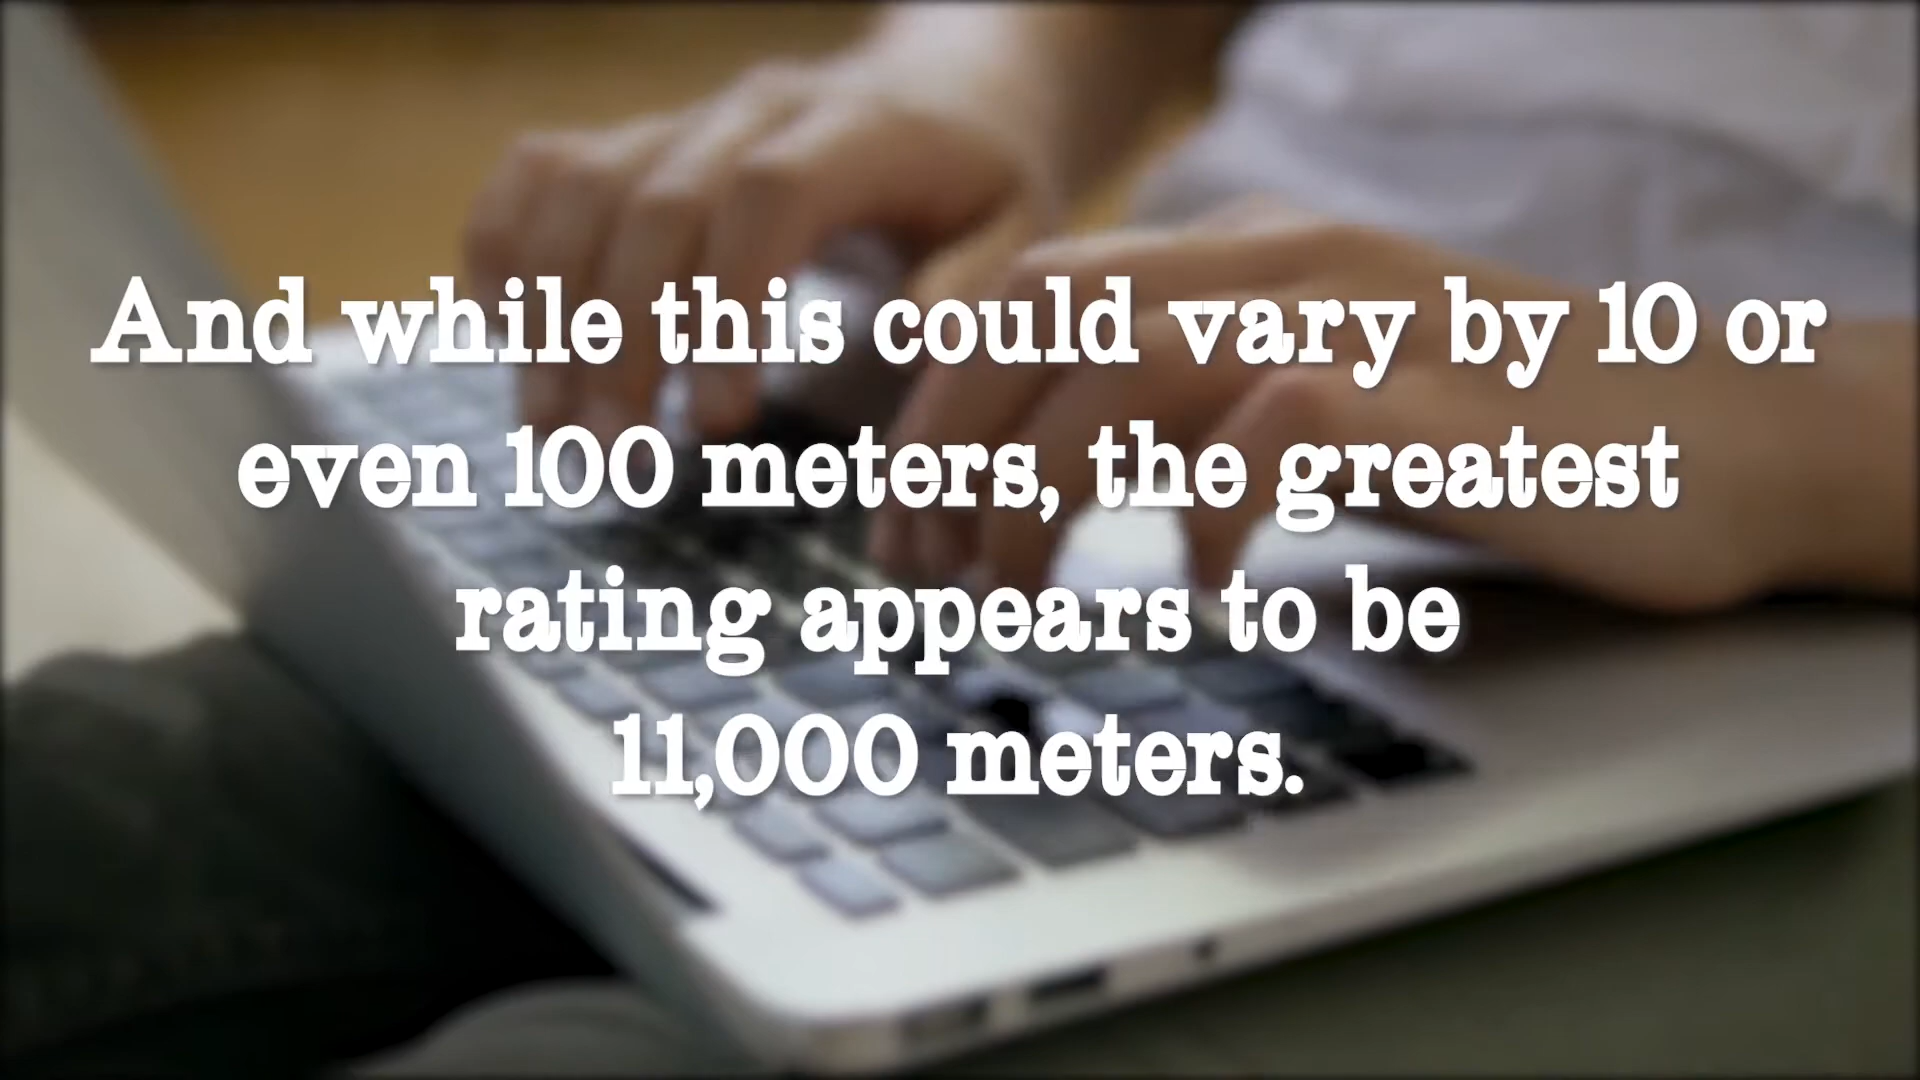 And while this could vary by 10 or
even 100 meters, the greatest
rating appears to be
11,000 meters.